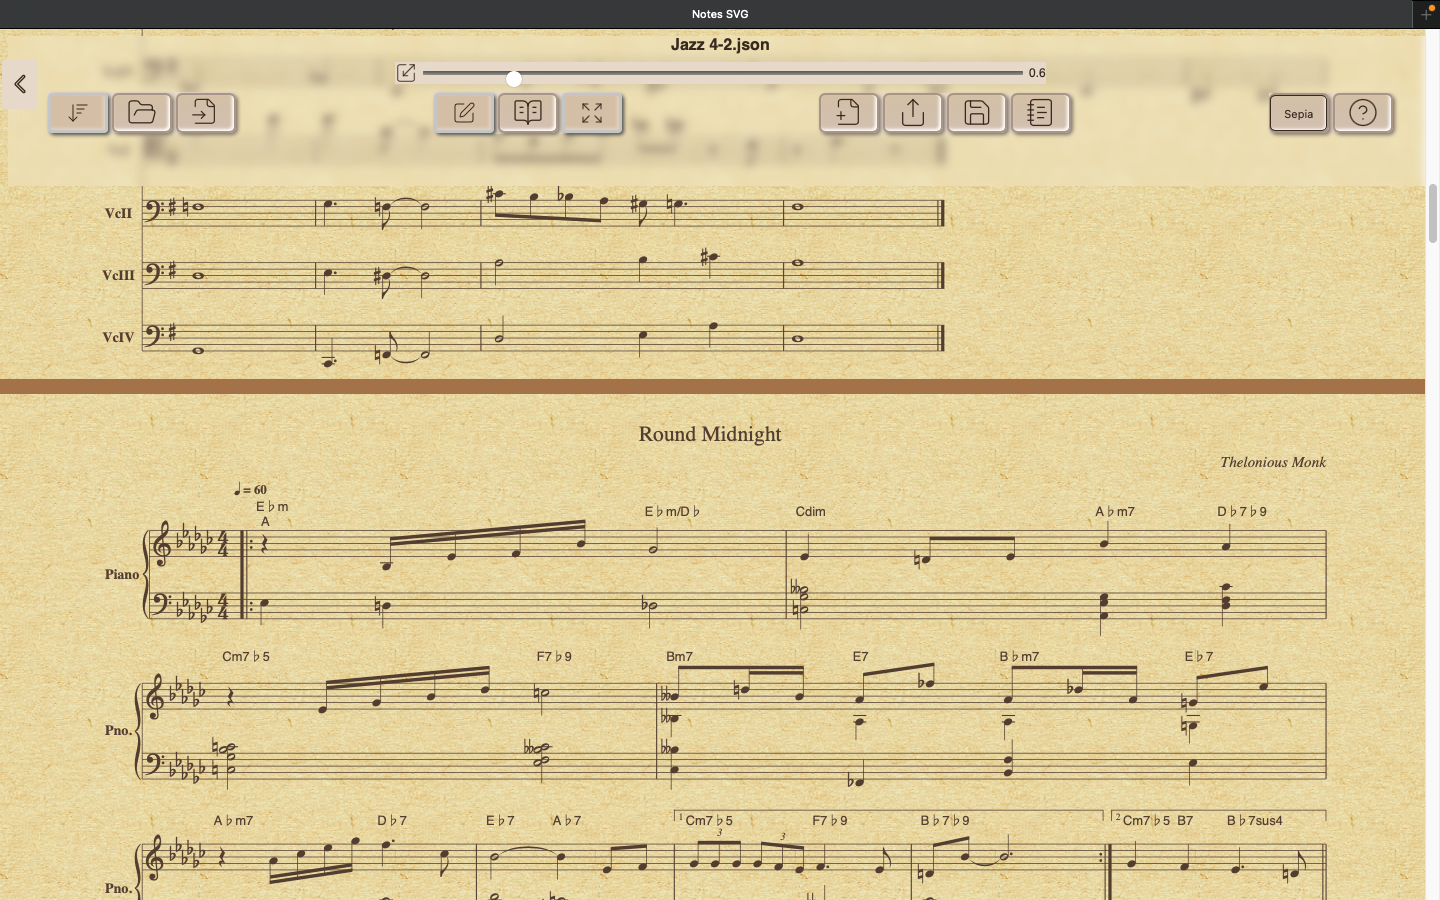 Notes SVG
Jazz 4-2.json
0.6
Sepia
VcII
VcIII
VcIV
Round Midnight
Thelonious Monk
♩ = 60
E♭m
A
E♭m/D♭
Cdim
A♭m7
D♭7♭9
Piano
Cm7♭5
F7♭9
Bm7
E7
B♭m7
E♭7
Pno.
A♭m7
D♭7
E♭7
A♭7
1 Cm7♭5
F7♭9
B♭7♭9
2 Cm7♭5 B7
B♭7sus4
3
3
Pno.